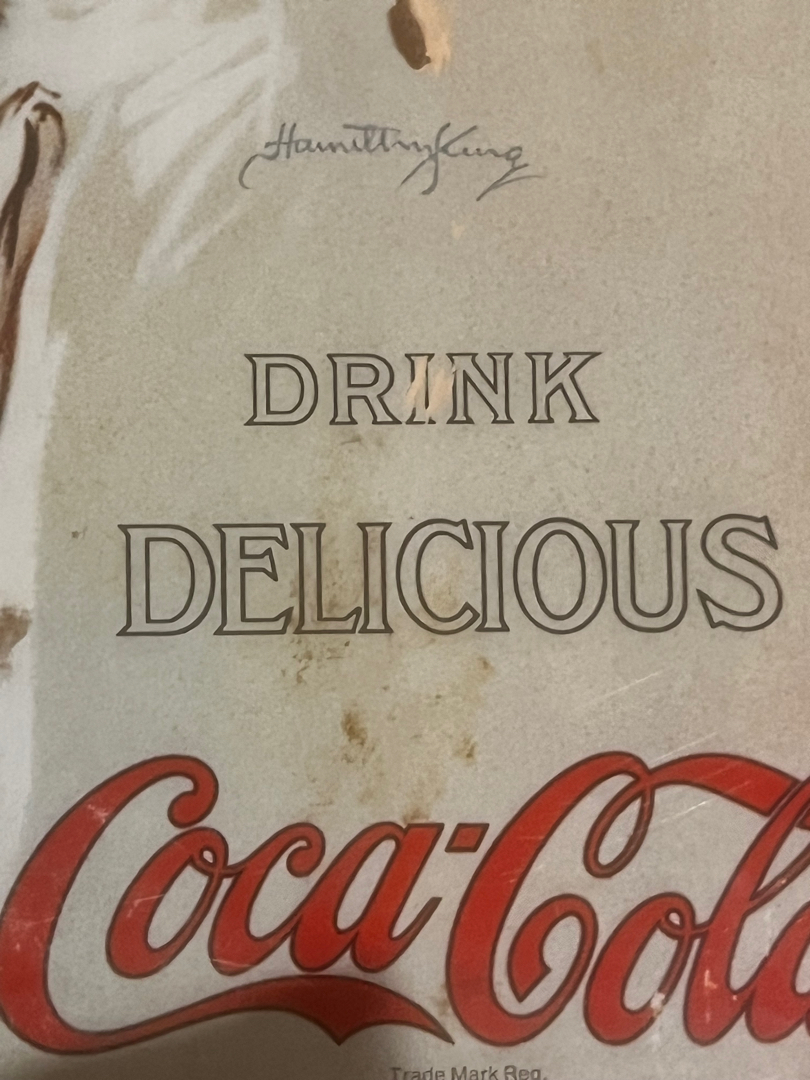 Hamilton King
DRINK
DELICIOUS
Coca-Cola
Trade Mark Reg.